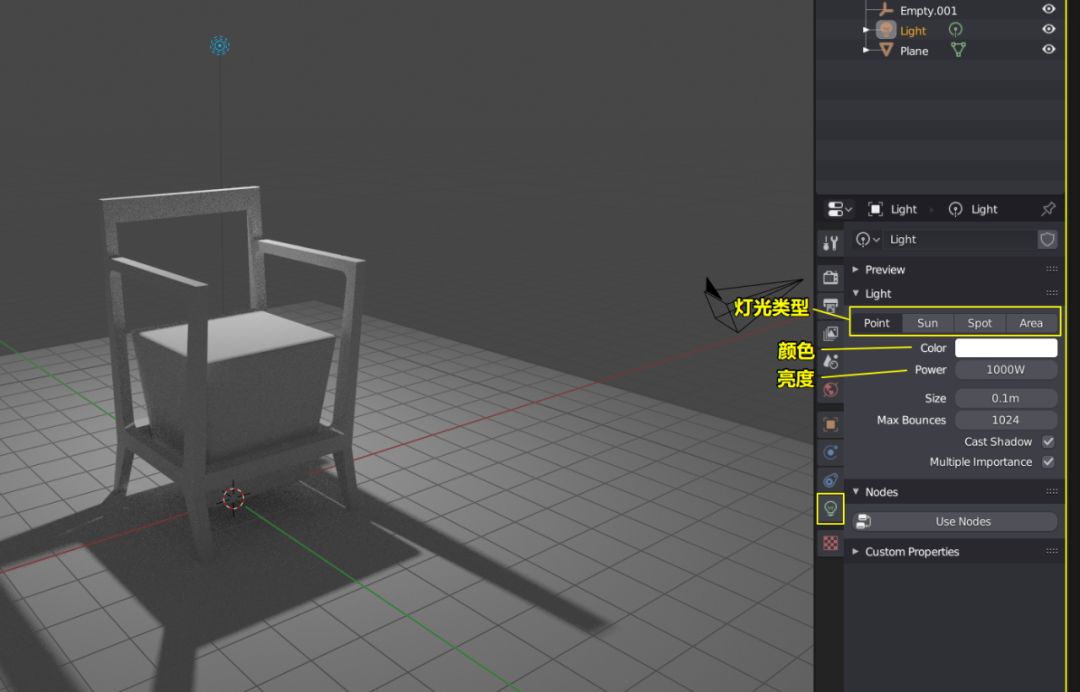 Empty.001
Light
Plane
Light Light
Light
Preview
Light
灯光类型
Point Sun Spot Area
颜色
Color
亮度
Power 1000W
Size 0.1m
Max Bounces 1024
Cast Shadow
Multiple Importance
Nodes
Use Nodes
Custom Properties